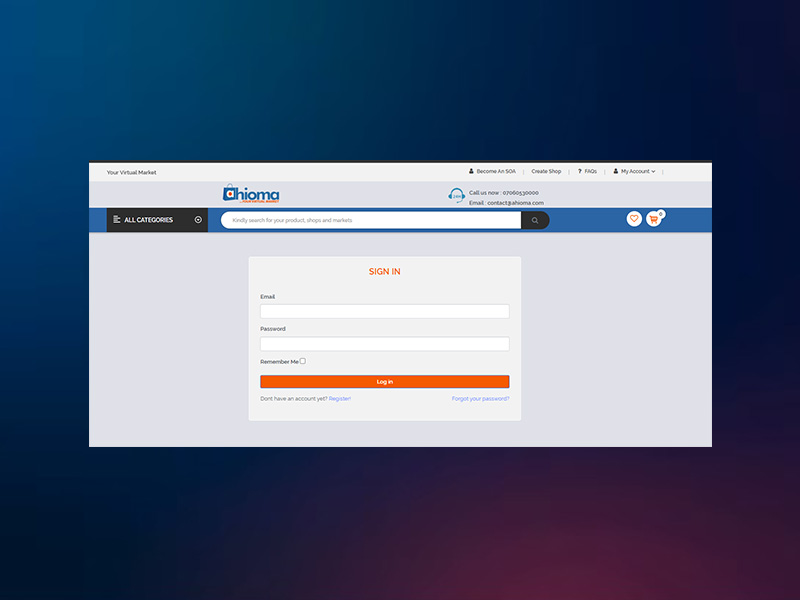 Your Virtual Market
Become An SOA
Create Shop
? FAQs
My Account
ahioma
...YOUR VIRTUAL MARKET
Call us now : 07060530000
Email : contact@ahioma.com
ALL CATEGORIES
Kindly search for your product, shops and markets
0
SIGN IN
Email
Password
Remember Me
Log in
Dont have an account yet? Register!
Forgot your password?